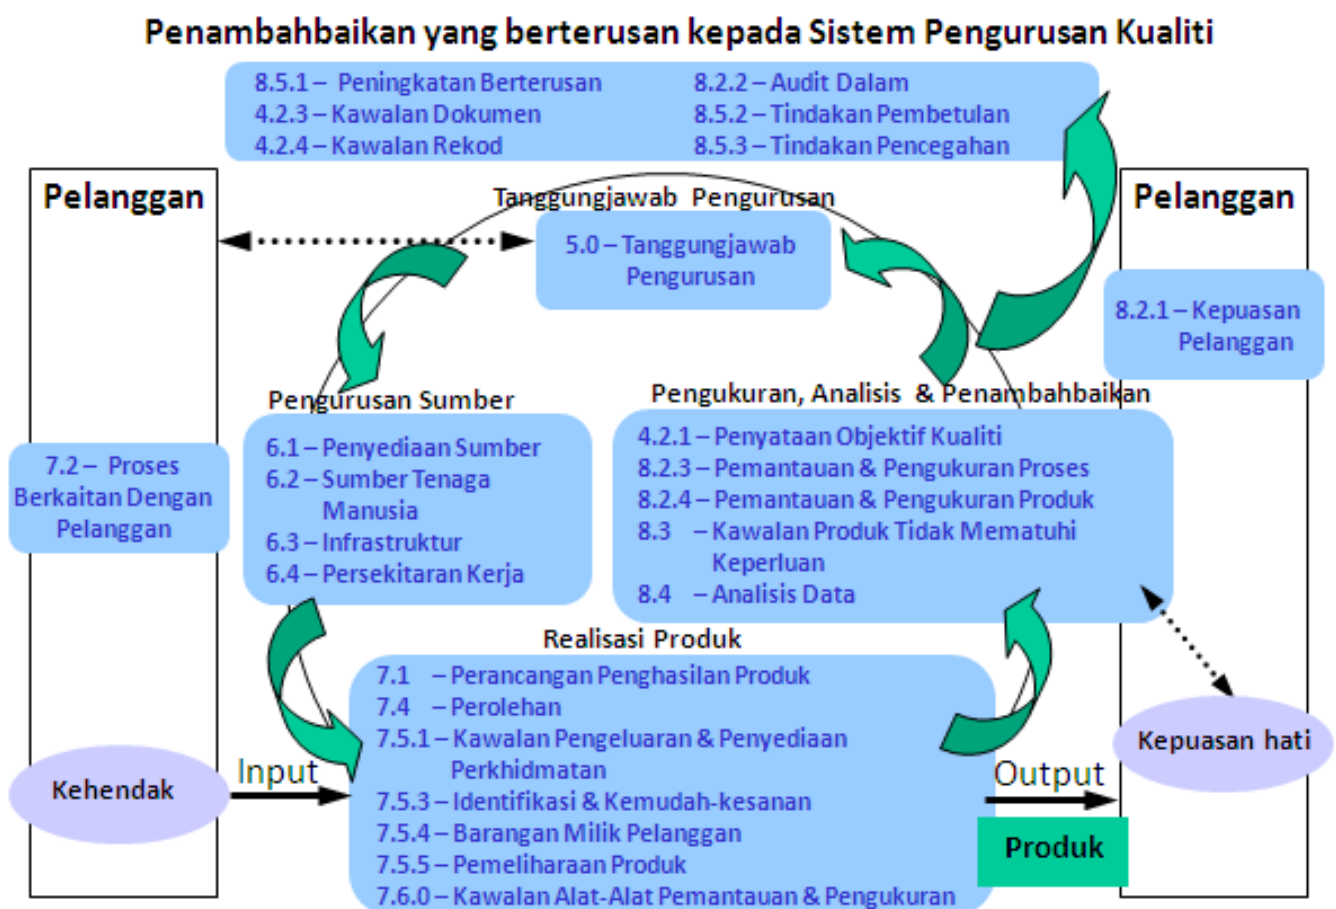 Penambahbaikan yang berterusan kepada Sistem Pengurusan Kualiti
8.5.1 – Peningkatan Berterusan
4.2.3 – Kawalan Dokumen
4.2.4 – Kawalan Rekod
8.2.2 – Audit Dalam
8.5.2 – Tindakan Pembetulan
8.5.3 – Tindakan Pencegahan
Pelanggan
Tanggungjawab Pengurusan
5.0 – Tanggungjawab
Pengurusan
Pelanggan
8.2.1 – Kepuasan
Pelanggan
Pengurusan Sumber
6.1 – Penyediaan Sumber
6.2 – Sumber Tenaga
Manusia
6.3 – Infrastruktur
6.4 – Persekitaran Kerja
Pengukuran, Analisis & Penambahbaikan
4.2.1 – Penyataan Objektif Kualiti
8.2.3 – Pemantauan & Pengukuran Proses
8.2.4 – Pemantauan & Pengukuran Produk
8.3 – Kawalan Produk Tidak Mematuhi
Keperluan
8.4 – Analisis Data
7.2 – Proses
Berkaitan Dengan
Pelanggan
Realisasi Produk
7.1 – Perancangan Penghasilan Produk
7.4 – Perolehan
7.5.1 – Kawalan Pengeluaran & Penyediaan
Perkhidmatan
7.5.3 – Identifikasi & Kemudah-kesanan
7.5.4 – Barangan Milik Pelanggan
7.5.5 – Pemeliharaan Produk
7.6.0 – Kawalan Alat-Alat Pemantauan & Pengukuran
Kehendak
Input
Output
Produk
Kepuasan hati